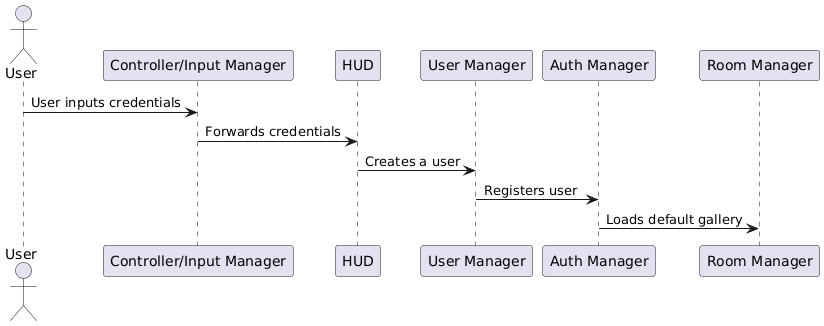 User
Controller/Input Manager
HUD
User Manager
Auth Manager
Room Manager
User inputs credentials
Forwards credentials
Creates a user
Registers user
Loads default gallery
User
Controller/Input Manager
HUD
User Manager
Auth Manager
Room Manager